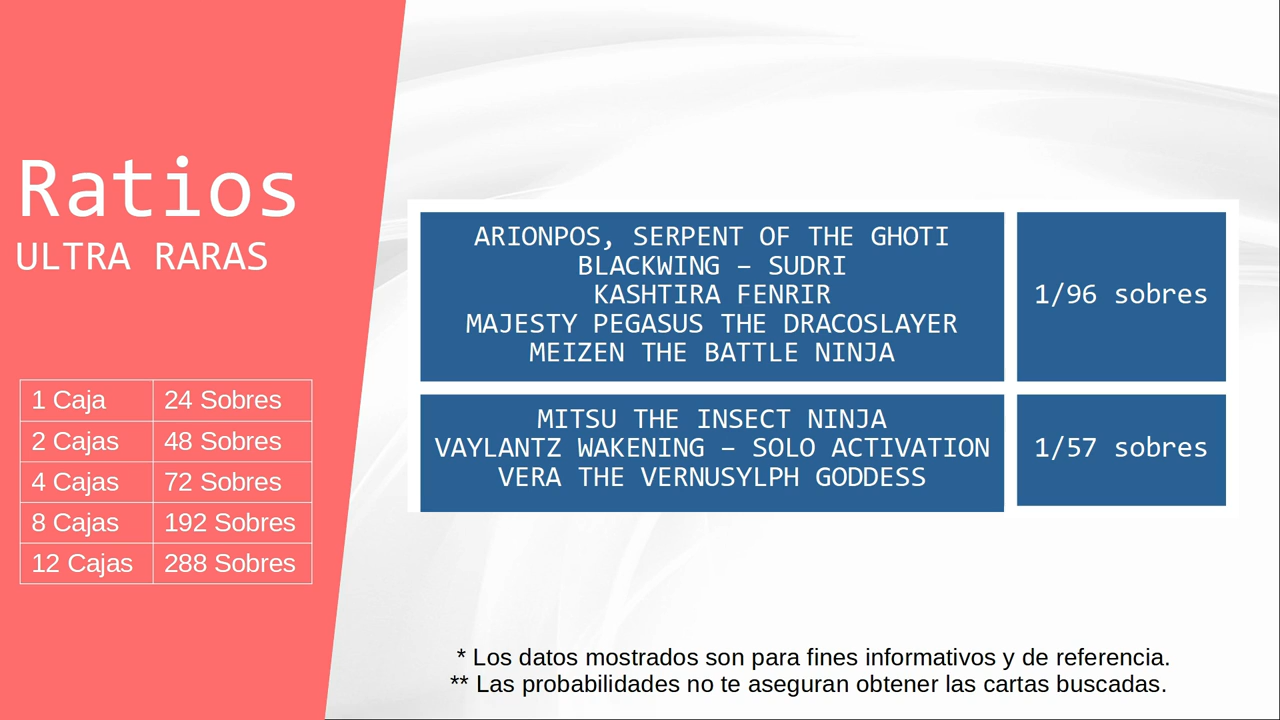 Ratios
ULTRA RARAS
1 Caja 24 Sobres
2 Cajas 48 Sobres
4 Cajas 72 Sobres
8 Cajas 192 Sobres
12 Cajas 288 Sobres
ARIONPOS, SERPENT OF THE GHOTI
BLACKWING – SUDRI
KASHTIRA FENRIR
MAJESTY PEGASUS THE DRACOSLAYER
MEIZEN THE BATTLE NINJA
1/96 sobres
MITSU THE INSECT NINJA
VAYLANTZ WAKENING – SOLO ACTIVATION
VERA THE VERNUSYLPH GODDESS
1/57 sobres
* Los datos mostrados son para fines informativos y de referencia.
** Las probabilidades no te aseguran obtener las cartas buscadas.